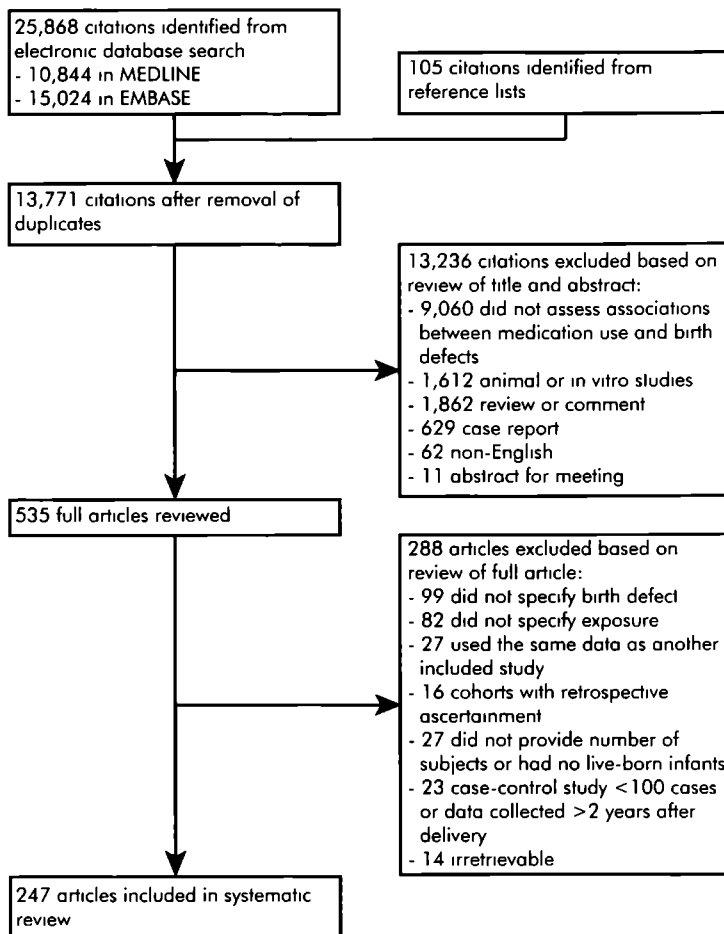 25,868 citations identified from
electronic database search
- 10,844 in MEDLINE
- 15,024 in EMBASE
105 citations identified from
reference lists
13,771 citations after removal of
duplicates
13,236 citations excluded based on
review of title and abstract:
- 9,060 did not assess associations
between medication use and birth
defects
- 1,612 animal or in vitro studies
- 1,862 review or comment
- 629 case report
- 62 non-English
- 11 abstract for meeting
535 full articles reviewed
288 articles excluded based on
review of full article:
- 99 did not specify birth defect
- 82 did not specify exposure
- 27 used the same data as another
included study
- 16 cohorts with retrospective
ascertainment
- 27 did not provide number of
subjects or had no live-born infants
- 23 case-control study <100 cases
or data collected >2 years after
delivery
- 14 irretrievable
247 articles included in systematic
review